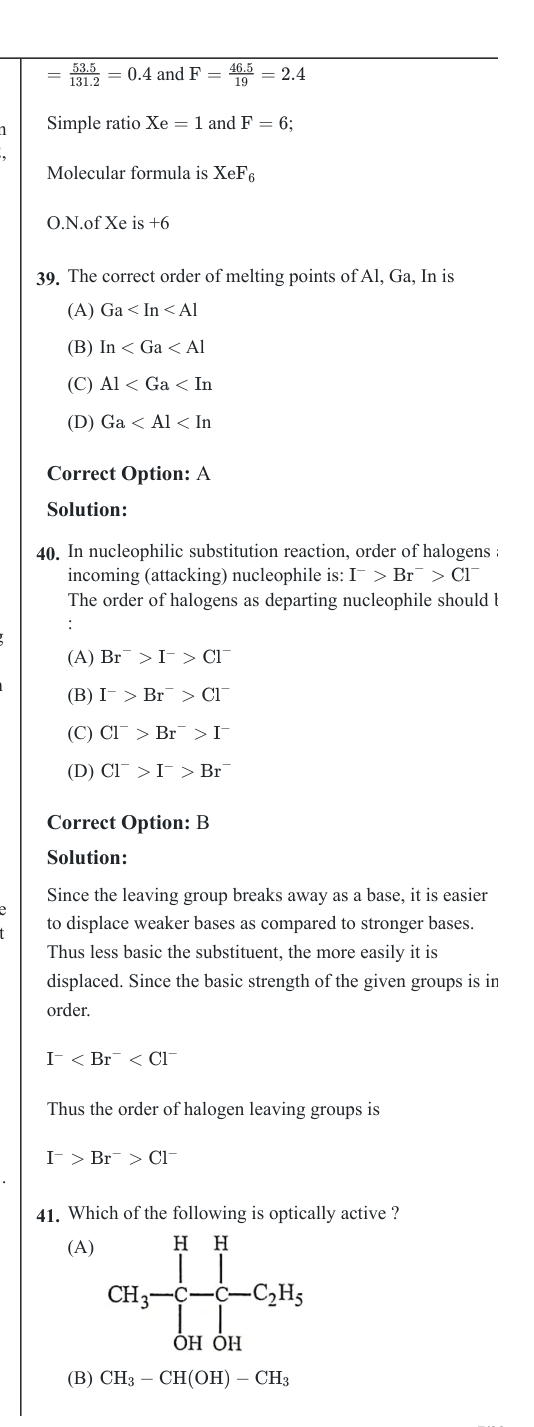 = 53.5/131.2 = 0.4 and F = 46.5/19 = 2.4
Simple ratio Xe = 1 and F = 6;
Molecular formula is XeF₆
O.N.of Xe is +6
39. The correct order of melting points of Al, Ga, In is
(A) Ga < In < Al
(B) In < Ga < Al
(C) Al < Ga < In
(D) Ga < Al < In
Correct Option: A
Solution:
40. In nucleophilic substitution reaction, order of halogens
incoming (attacking) nucleophile is: I⁻ > Br⁻ > Cl⁻
The order of halogens as departing nucleophile should
:
(A) Br⁻ > I⁻ > Cl⁻
(B) I⁻ > Br⁻ > Cl⁻
(C) Cl⁻ > Br⁻ > I⁻
(D) Cl⁻ > I⁻ > Br⁻
Correct Option: B
Solution:
Since the leaving group breaks away as a base, it is easier
to displace weaker bases as compared to stronger bases.
Thus less basic the substituent, the more easily it is
displaced. Since the basic strength of the given groups is in
order.
I⁻ < Br⁻ < Cl⁻
Thus the order of halogen leaving groups is
I⁻ > Br⁻ > Cl⁻
41. Which of the following is optically active ?
(A)
H H
CH₃—C—C—C₂H₅
OH OH
(B) CH₃ − CH(OH) − CH₃